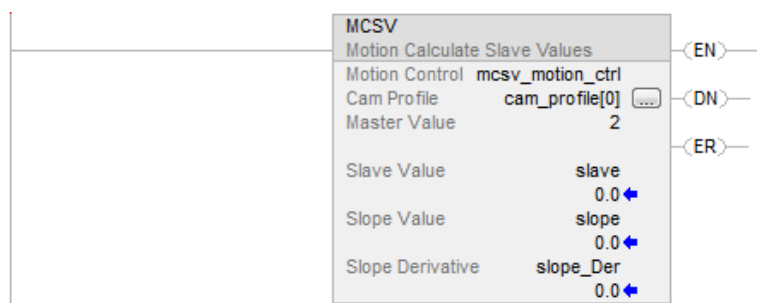 MCSV
Motion Calculate Slave Values
EN
Motion Control mcsv_motion_ctrl
Cam Profile cam_profile[0] ...
DN
Master Value 2
ER
Slave Value slave
0.0
Slope Value slope
0.0
Slope Derivative slope_Der
0.0